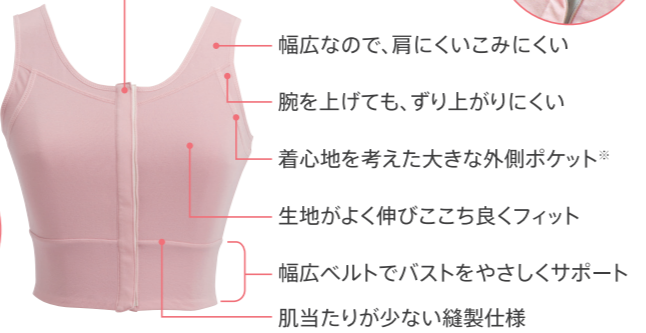 幅広なので、肩にくいこみにくい
腕を上げても、ずり上がりにくい
着心地を考えた大きな外側ポケット※
生地がよく伸びここち良くフィット
幅広ベルトでバストをやさしくサポート
肌当たりが少ない縫製仕様